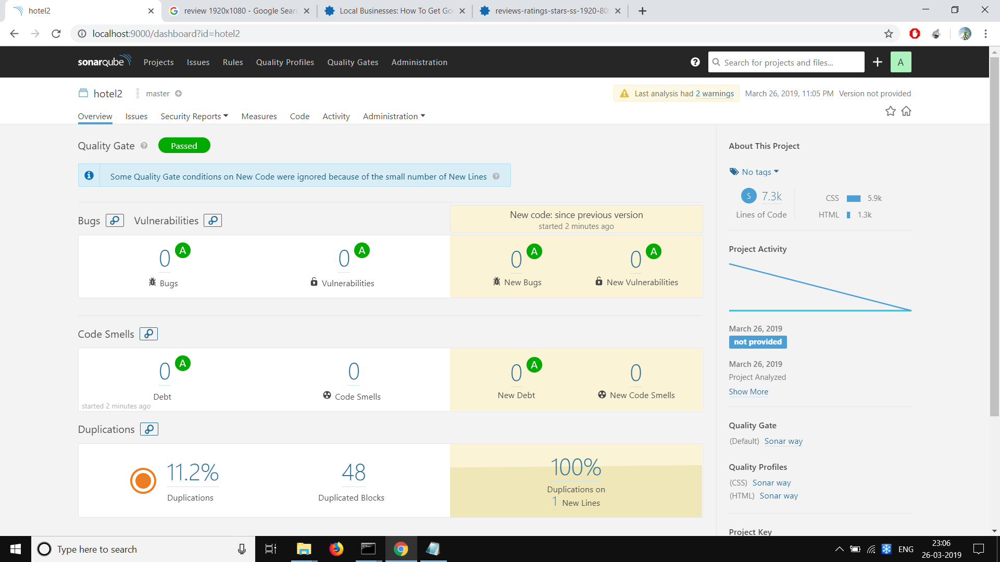 hotel2
review 1920x1080 - Google Sear
Local Businesses: How To Get Go
reviews-ratings-stars-ss-1920-80
localhost:9000/dashboard?id=hotel2
sonarqube Projects Issues Rules Quality Profiles Quality Gates Administration
Search for projects and files...
A
hotel2 master
Last analysis had 2 warnings March 26, 2019, 11:05 PM Version not provided
Overview Issues Security Reports Measures Code Activity Administration
Quality Gate Passed
Some Quality Gate conditions on New Code were ignored because of the small number of New Lines
Bugs Vulnerabilities
New code: since previous version
started 2 minutes ago
0 A
Bugs
0 A
Vulnerabilities
0 A
New Bugs
0 A
New Vulnerabilities
Code Smells
0 A
Debt
started 2 minutes ago
0
Code Smells
0 A
New Debt
0
New Code Smells
Duplications
11.2%
Duplications
48
Duplicated Blocks
100%
Duplications on
1 New Lines
About This Project
No tags
S 7.3k
Lines of Code
CSS 5.9k
HTML 1.3k
Project Activity
March 26, 2019
not provided
March 26, 2019
Project Analyzed
Show More
Quality Gate
(Default) Sonar way
Quality Profiles
(CSS) Sonar way
(HTML) Sonar way
Project Key
Type here to search
ENG
23:06
26-03-2019